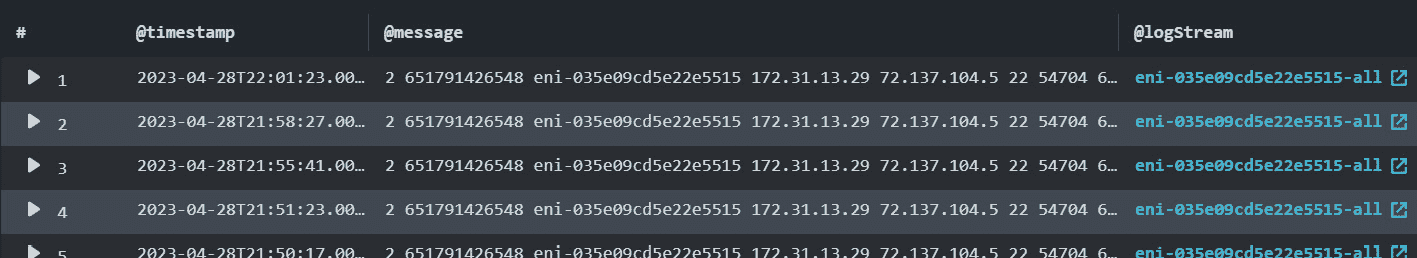 # @timestamp @message @logStream
1 2023-04-28T22:01:23.00… 2 651791426548 eni-035e09cd5e22e5515 172.31.13.29 72.137.104.5 22 54704 6… eni-035e09cd5e22e5515-all
2 2023-04-28T21:58:27.00… 2 651791426548 eni-035e09cd5e22e5515 172.31.13.29 72.137.104.5 22 54704 6… eni-035e09cd5e22e5515-all
3 2023-04-28T21:55:41.00… 2 651791426548 eni-035e09cd5e22e5515 172.31.13.29 72.137.104.5 22 54704 6… eni-035e09cd5e22e5515-all
4 2023-04-28T21:51:23.00… 2 651791426548 eni-035e09cd5e22e5515 172.31.13.29 72.137.104.5 22 54704 6… eni-035e09cd5e22e5515-all
5 2023-04-28T21:50:17.00… 2 651791426548 eni-035e09cd5e22e5515 172.31.13.29 72.137.104.5 22 54704 6… eni-035e09cd5e22e5515-all